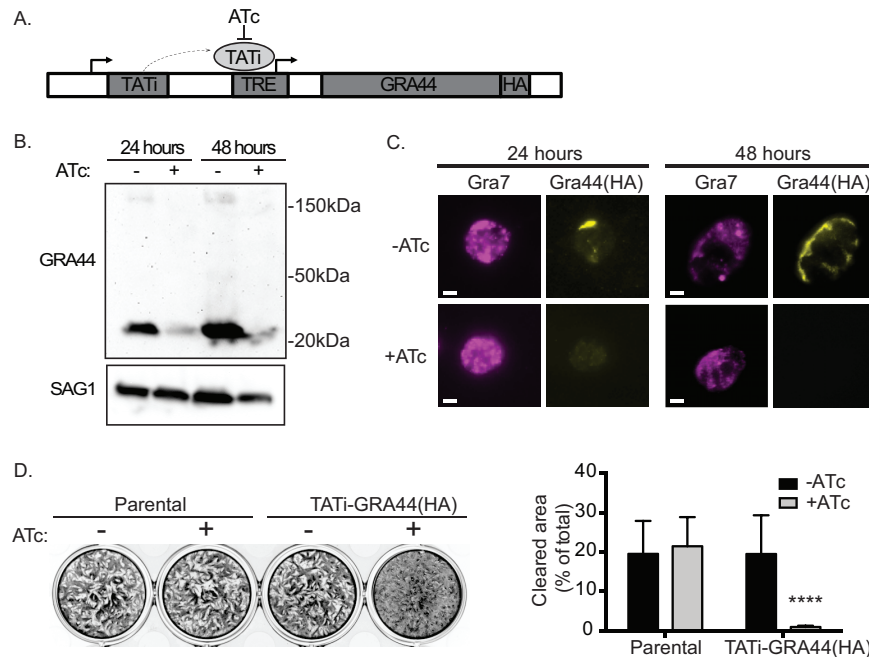 A.
ATc
TATi
TATi TRE GRA44 HA
B.
24 hours 48 hours
ATc: - + - +
GRA44
-150kDa
-50kDa
-20kDa
SAG1
C.
24 hours 48 hours
Gra7 Gra44(HA) Gra7 Gra44(HA)
-ATc
+ATc
D.
Parental TATi-GRA44(HA)
ATc: - + - +
-ATc
+ATc
Cleared area
(% of total)
40
30
20
10
0
****
Parental TATi-GRA44(HA)